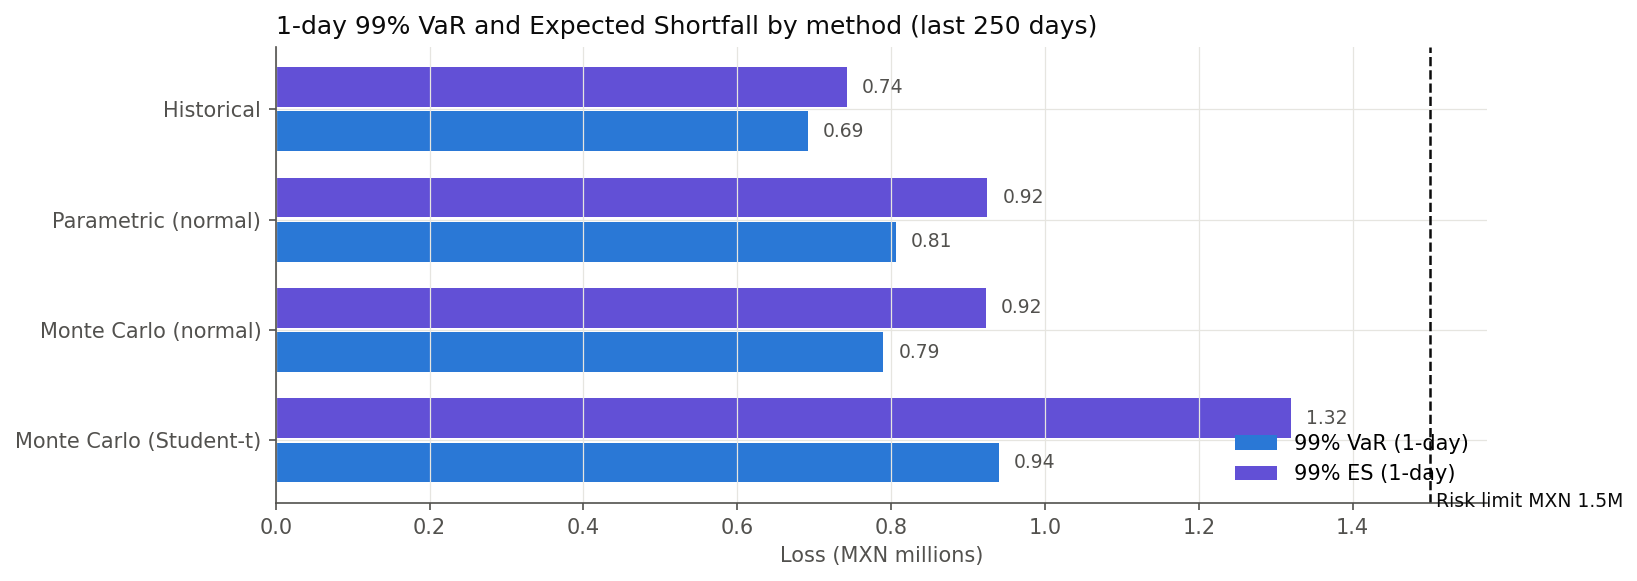 1-day 99% VaR and Expected Shortfall by method (last 250 days)
Historical
0.74
0.69
Parametric (normal)
0.92
0.81
Monte Carlo (normal)
0.92
0.79
Monte Carlo (Student-t)
1.32
0.94
99% VaR (1-day)
99% ES (1-day)
Risk limit MXN 1.5M
0.0 0.2 0.4 0.6 0.8 1.0 1.2 1.4
Loss (MXN millions)